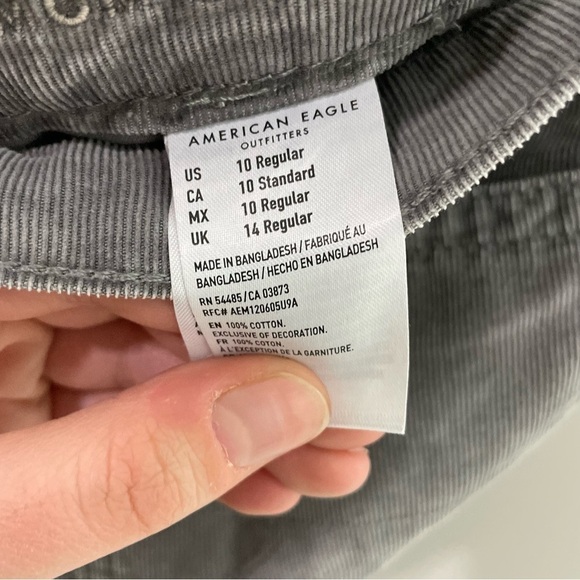 AMERICAN EAGLE
OUTFITTERS
US 10 Regular
CA 10 Standard
MX 10 Regular
UK 14 Regular
MADE IN BANGLADESH / FABRIQUÉ AU
BANGLADESH / HECHO EN BANGLADESH
RN 54485 / CA 03873
RFC# AEM120605U9A
EN 100% COTTON.
EXCLUSIVE OF DECORATION.
FR 100% COTON.
À L'EXCEPTION DE LA GARNITURE.